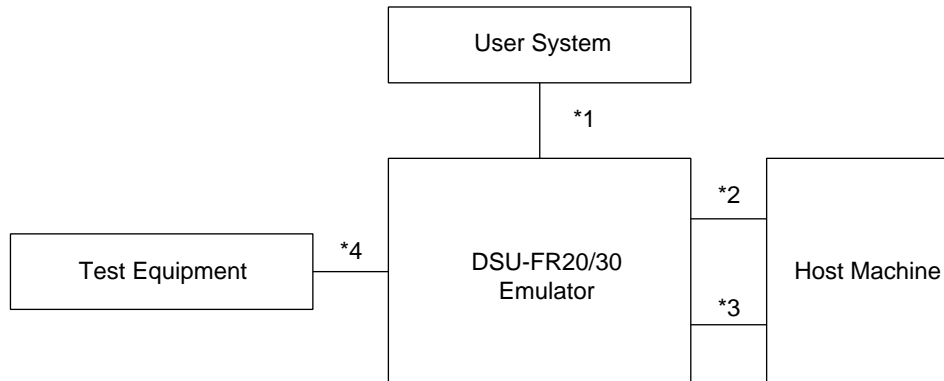 User System
*1
*2
*4
Test Equipment
DSU-FR20/30
Emulator
Host Machine
*3